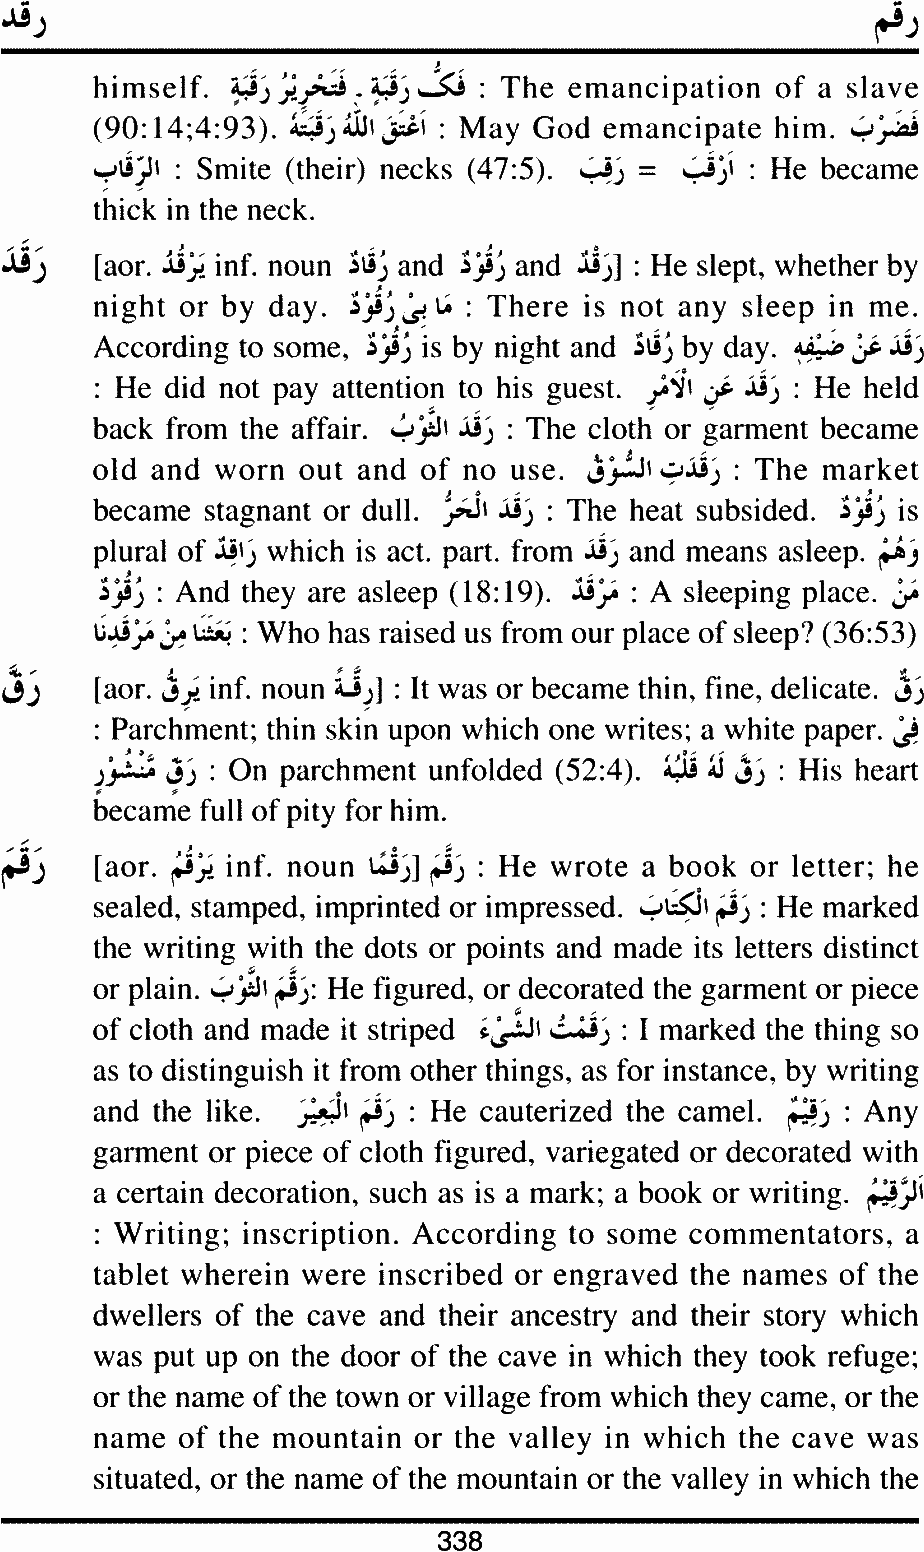 رقد رقم
himself. فَتَحْرِيْرُ رَقَبَةٍ . فَكُّ رَقَبَةٍ : The emancipation of a slave
(90:14;4:93). اَعْتَقَ اللّٰهُ رَقَبَتَهُ : May God emancipate him. فَضَرْبَ
الرِّقَابِ : Smite (their) necks (47:5). رَقِبَ = اَرْقَبَ : He became
thick in the neck.
رَقَدَ [aor. يَرْقُدُ inf. noun رُقَادٌ and رُقُوْدٌ and رَقْدٌ] : He slept, whether by
night or by day. مَا بِىْ رُقُوْدٌ : There is not any sleep in me.
According to some, رُقُوْدٌ is by night and رُقَادٌ by day. رَقَدَ عَنْ ضَيْفِهٖ
: He did not pay attention to his guest. رَقَدَ عَنِ الْاَمْرِ : He held
back from the affair. رَقَدَ الثَّوْبُ : The cloth or garment became
old and worn out and of no use. رَقَدَتِ السُّوْقُ : The market
became stagnant or dull. رَقَدَ الْحَرُّ : The heat subsided. رُقُوْدٌ is
plural of رَاقِدٌ which is act. part. from رَقَدَ and means asleep. وَهُمْ
رُقُوْدٌ : And they are asleep (18:19). مَرْقَدٌ : A sleeping place. مَنْ
بَعَثَنَا مِنْ مَرْقَدِنَا : Who has raised us from our place of sleep? (36:53)
رَقَّ [aor. يَرِقُّ inf. noun رِقَّةٌ] : It was or became thin, fine, delicate. رَقٌّ
: Parchment; thin skin upon which one writes; a white paper. فِىْ
رَقٍّ مَّنْشُوْرٍ : On parchment unfolded (52:4). رَقَّ لَهُ قَلْبُهُ : His heart
became full of pity for him.
رَقَمَ [aor. يَرْقُمُ inf. noun رَقْمًا] رَقَّمَ : He wrote a book or letter; he
sealed, stamped, imprinted or impressed. رَقَمَ الْكِتَابَ : He marked
the writing with the dots or points and made its letters distinct
or plain. رَقَّمَ الثَّوْبَ: He figured, or decorated the garment or piece
of cloth and made it striped رَقَمْتُ الشَّىْءَ : I marked the thing so
as to distinguish it from other things, as for instance, by writing
and the like. رَقَمَ الْبَعِيْرَ : He cauterized the camel. رَقِيْمٌ : Any
garment or piece of cloth figured, variegated or decorated with
a certain decoration, such as is a mark; a book or writing. اَلرَّقِيْمُ
: Writing; inscription. According to some commentators, a
tablet wherein were inscribed or engraved the names of the
dwellers of the cave and their ancestry and their story which
was put up on the door of the cave in which they took refuge;
or the name of the town or village from which they came, or the
name of the mountain or the valley in which the cave was
situated, or the name of the mountain or the valley in which the
338